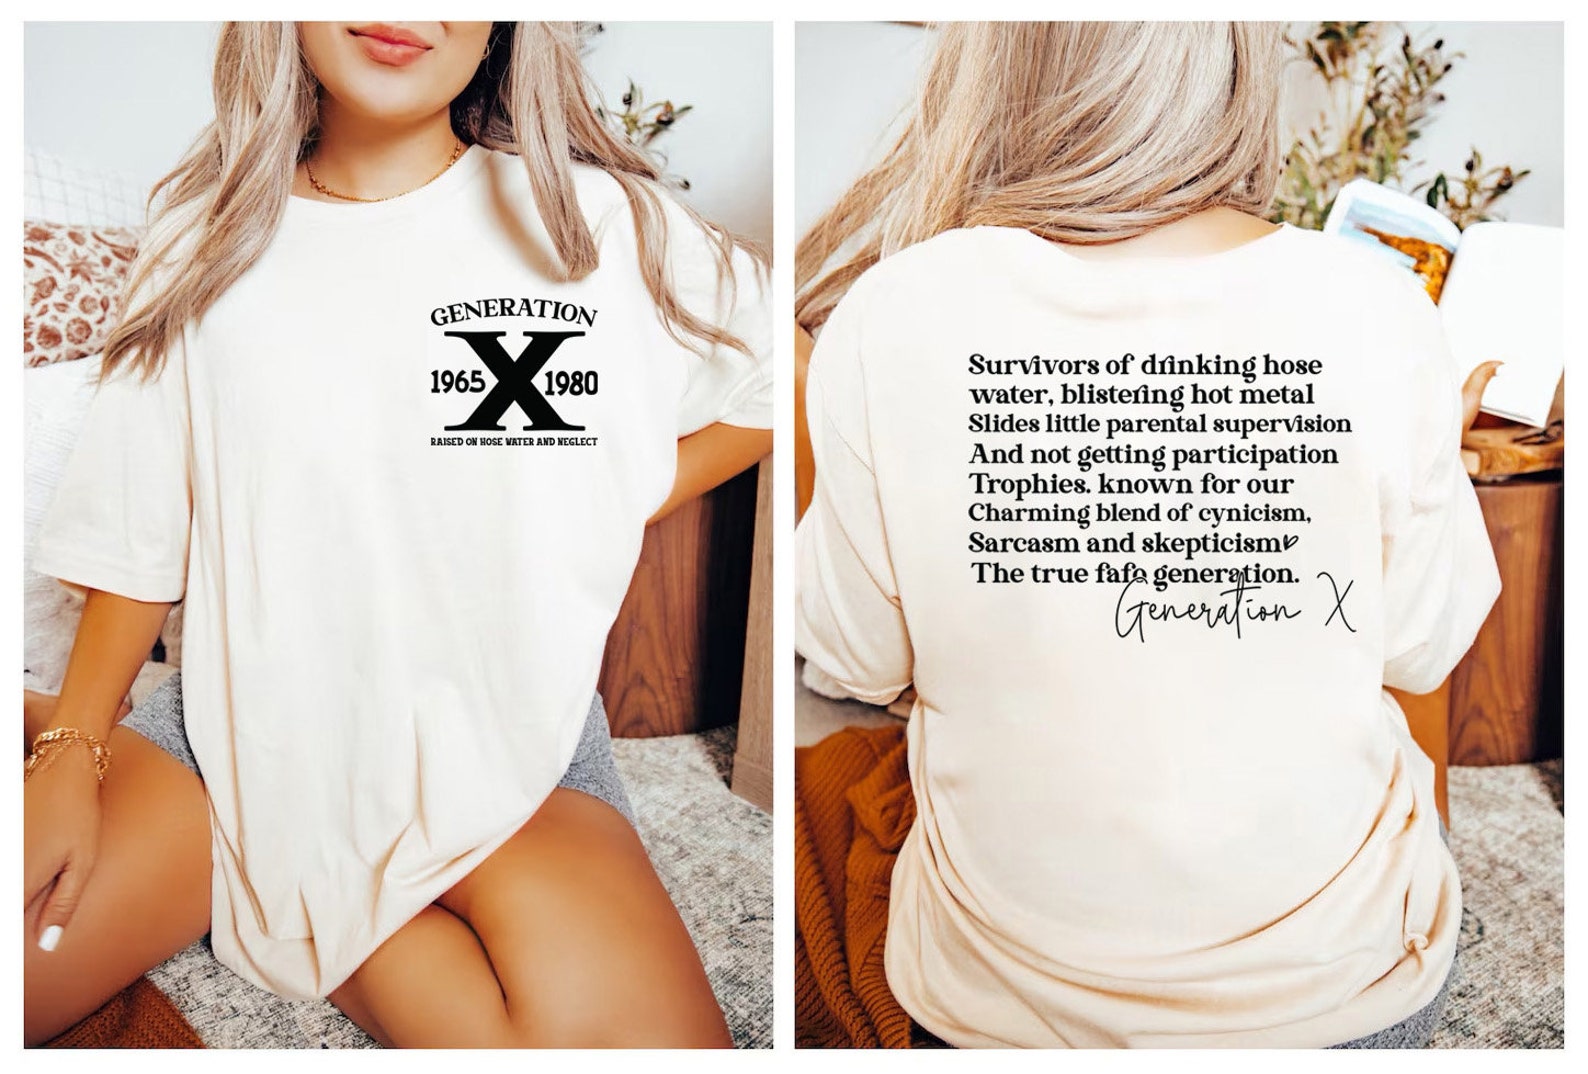 GENERATION
X
1965 1980
RAISED ON HOSE WATER AND NEGLECT
Survivors of drinking hose
water, blistering hot metal
Slides little parental supervision
And not getting participation
Trophies. known for our
Charming blend of cynicism,
Sarcasm and skepticism
The true fafo generation.
Generation X